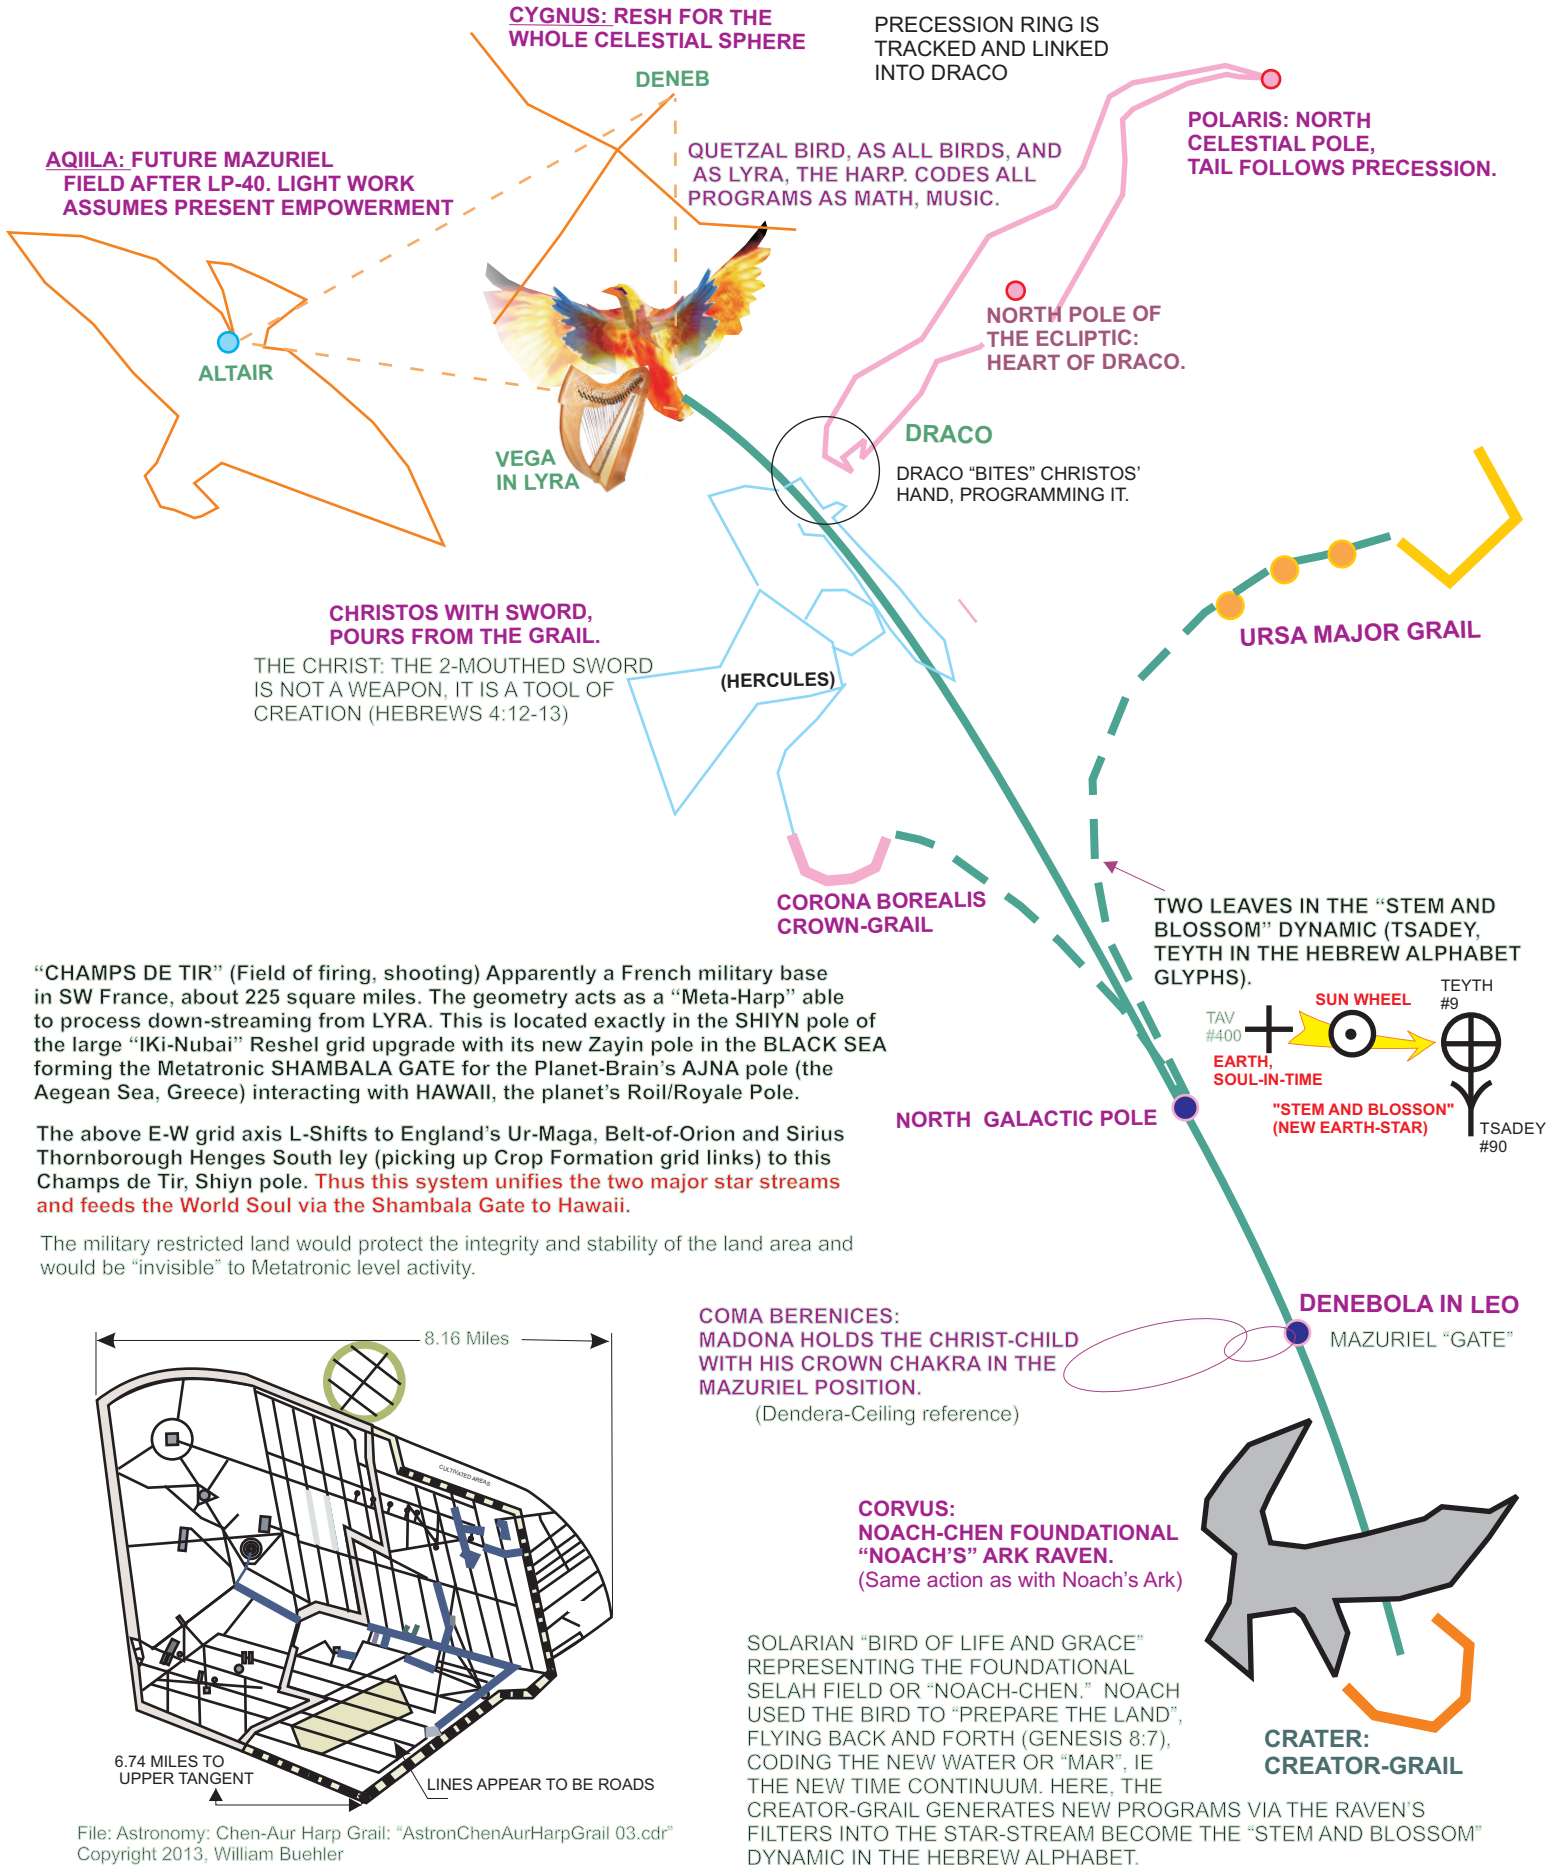 CYGNUS: RESH FOR THE
WHOLE CELESTIAL SPHERE
DENEB
PRECESSION RING IS
TRACKED AND LINKED
INTO DRACO
POLARIS: NORTH
CELESTIAL POLE,
TAIL FOLLOWS PRECESSION.
AQIILA: FUTURE MAZURIEL
FIELD AFTER LP-40. LIGHT WORK
ASSUMES PRESENT EMPOWERMENT
QUETZAL BIRD, AS ALL BIRDS, AND
AS LYRA, THE HARP. CODES ALL
PROGRAMS AS MATH, MUSIC.
ALTAIR
NORTH POLE OF
THE ECLIPTIC:
HEART OF DRACO.
VEGA
IN LYRA
DRACO
DRACO “BITES” CHRISTOS’
HAND, PROGRAMMING IT.
CHRISTOS WITH SWORD,
POURS FROM THE GRAIL.
THE CHRIST: THE 2-MOUTHED SWORD
IS NOT A WEAPON, IT IS A TOOL OF
CREATION (HEBREWS 4:12-13)
(HERCULES)
URSA MAJOR GRAIL
CORONA BOREALIS
CROWN-GRAIL
TWO LEAVES IN THE “STEM AND
BLOSSOM” DYNAMIC (TSADEY,
TEYTH IN THE HEBREW ALPHABET
GLYPHS).
TEYTH
#9
SUN WHEEL
TAV
#400
EARTH,
SOUL-IN-TIME
"STEM AND BLOSSON"
(NEW EARTH-STAR)
TSADEY
#90
“CHAMPS DE TIR” (Field of firing, shooting) Apparently a French military base
in SW France, about 225 square miles. The geometry acts as a “Meta-Harp” able
to process down-streaming from LYRA. This is located exactly in the SHIYN pole of
the large “IKi-Nubai” Reshel grid upgrade with its new Zayin pole in the BLACK SEA
forming the Metatronic SHAMBALA GATE for the Planet-Brain’s AJNA pole (the
Aegean Sea, Greece) interacting with HAWAII, the planet’s Roil/Royale Pole.
The above E-W grid axis L-Shifts to England’s Ur-Maga, Belt-of-Orion and Sirius
Thornborough Henges South ley (picking up Crop Formation grid links) to this
Champs de Tir, Shiyn pole. Thus this system unifies the two major star streams
and feeds the World Soul via the Shambala Gate to Hawaii.
The military restricted land would protect the integrity and stability of the land area and
would be “invisible” to Metatronic level activity.
NORTH GALACTIC POLE
DENEBOLA IN LEO
MAZURIEL “GATE”
COMA BERENICES:
MADONA HOLDS THE CHRIST-CHILD
WITH HIS CROWN CHAKRA IN THE
MAZURIEL POSITION.
(Dendera-Ceiling reference)
8.16 Miles
CULTIVATED AREAS
CORVUS:
NOACH-CHEN FOUNDATIONAL
“NOACH’S” ARK RAVEN.
(Same action as with Noach’s Ark)
SOLARIAN “BIRD OF LIFE AND GRACE”
REPRESENTING THE FOUNDATIONAL
SELAH FIELD OR “NOACH-CHEN.” NOACH
USED THE BIRD TO “PREPARE THE LAND”,
FLYING BACK AND FORTH (GENESIS 8:7),
CODING THE NEW WATER OR “MAR”, IE
THE NEW TIME CONTINUUM. HERE, THE
CREATOR-GRAIL GENERATES NEW PROGRAMS VIA THE RAVEN’S
FILTERS INTO THE STAR-STREAM BECOME THE “STEM AND BLOSSOM”
DYNAMIC IN THE HEBREW ALPHABET.
CRATER:
CREATOR-GRAIL
6.74 MILES TO
UPPER TANGENT
LINES APPEAR TO BE ROADS
File: Astronomy: Chen-Aur Harp Grail: “AstronChenAurHarpGrail 03.cdr”
Copyright 2013, William Buehler